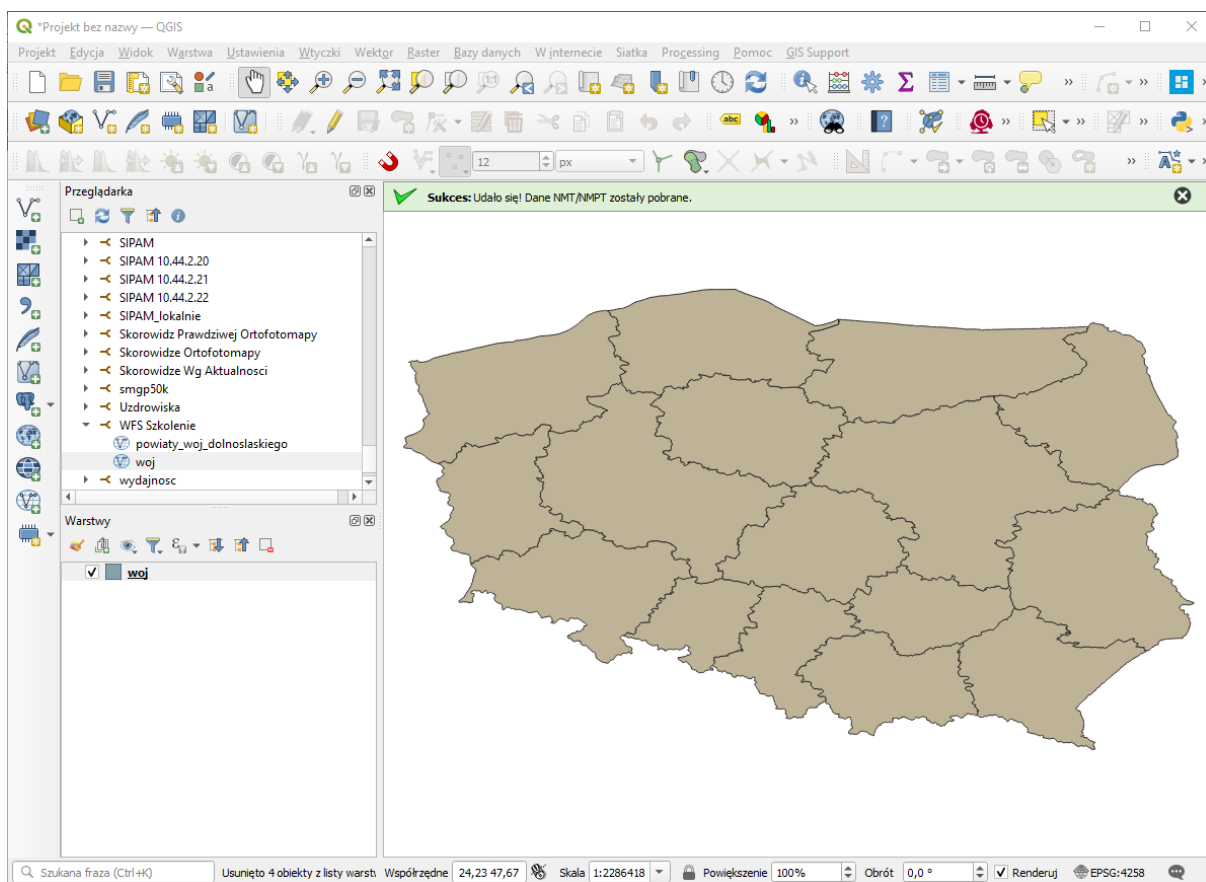 *Projekt bez nazwy — QGIS
Projekt Edycja Widok Warstwa Ustawienia Wtyczki Wektor Raster Bazy danych W internecie Siatka Processing Pomoc GIS Support
abc
12 px
Przeglądarka
SIPAM
SIPAM 10.44.2.20
SIPAM 10.44.2.21
SIPAM 10.44.2.22
SIPAM_lokalnie
Skorowidz Prawdziwej Ortofotomapy
Skorowidze Ortofotomapy
Skorowidze Wg Aktualnosci
smgp50k
Uzdrowiska
WFS Szkolenie
powiaty_woj_dolnoslaskiego
woj
wydajnosc
Warstwy
woj
Sukces: Udało się! Dane NMT/NMPT zostały pobrane.
Szukana fraza (Ctrl+K) Usunięto 4 obiekty z listy warstw Współrzędne 24,23 47,67 Skala 1:2286418 Powiększenie 100% Obrót 0,0 ° Renderuj EPSG:4258